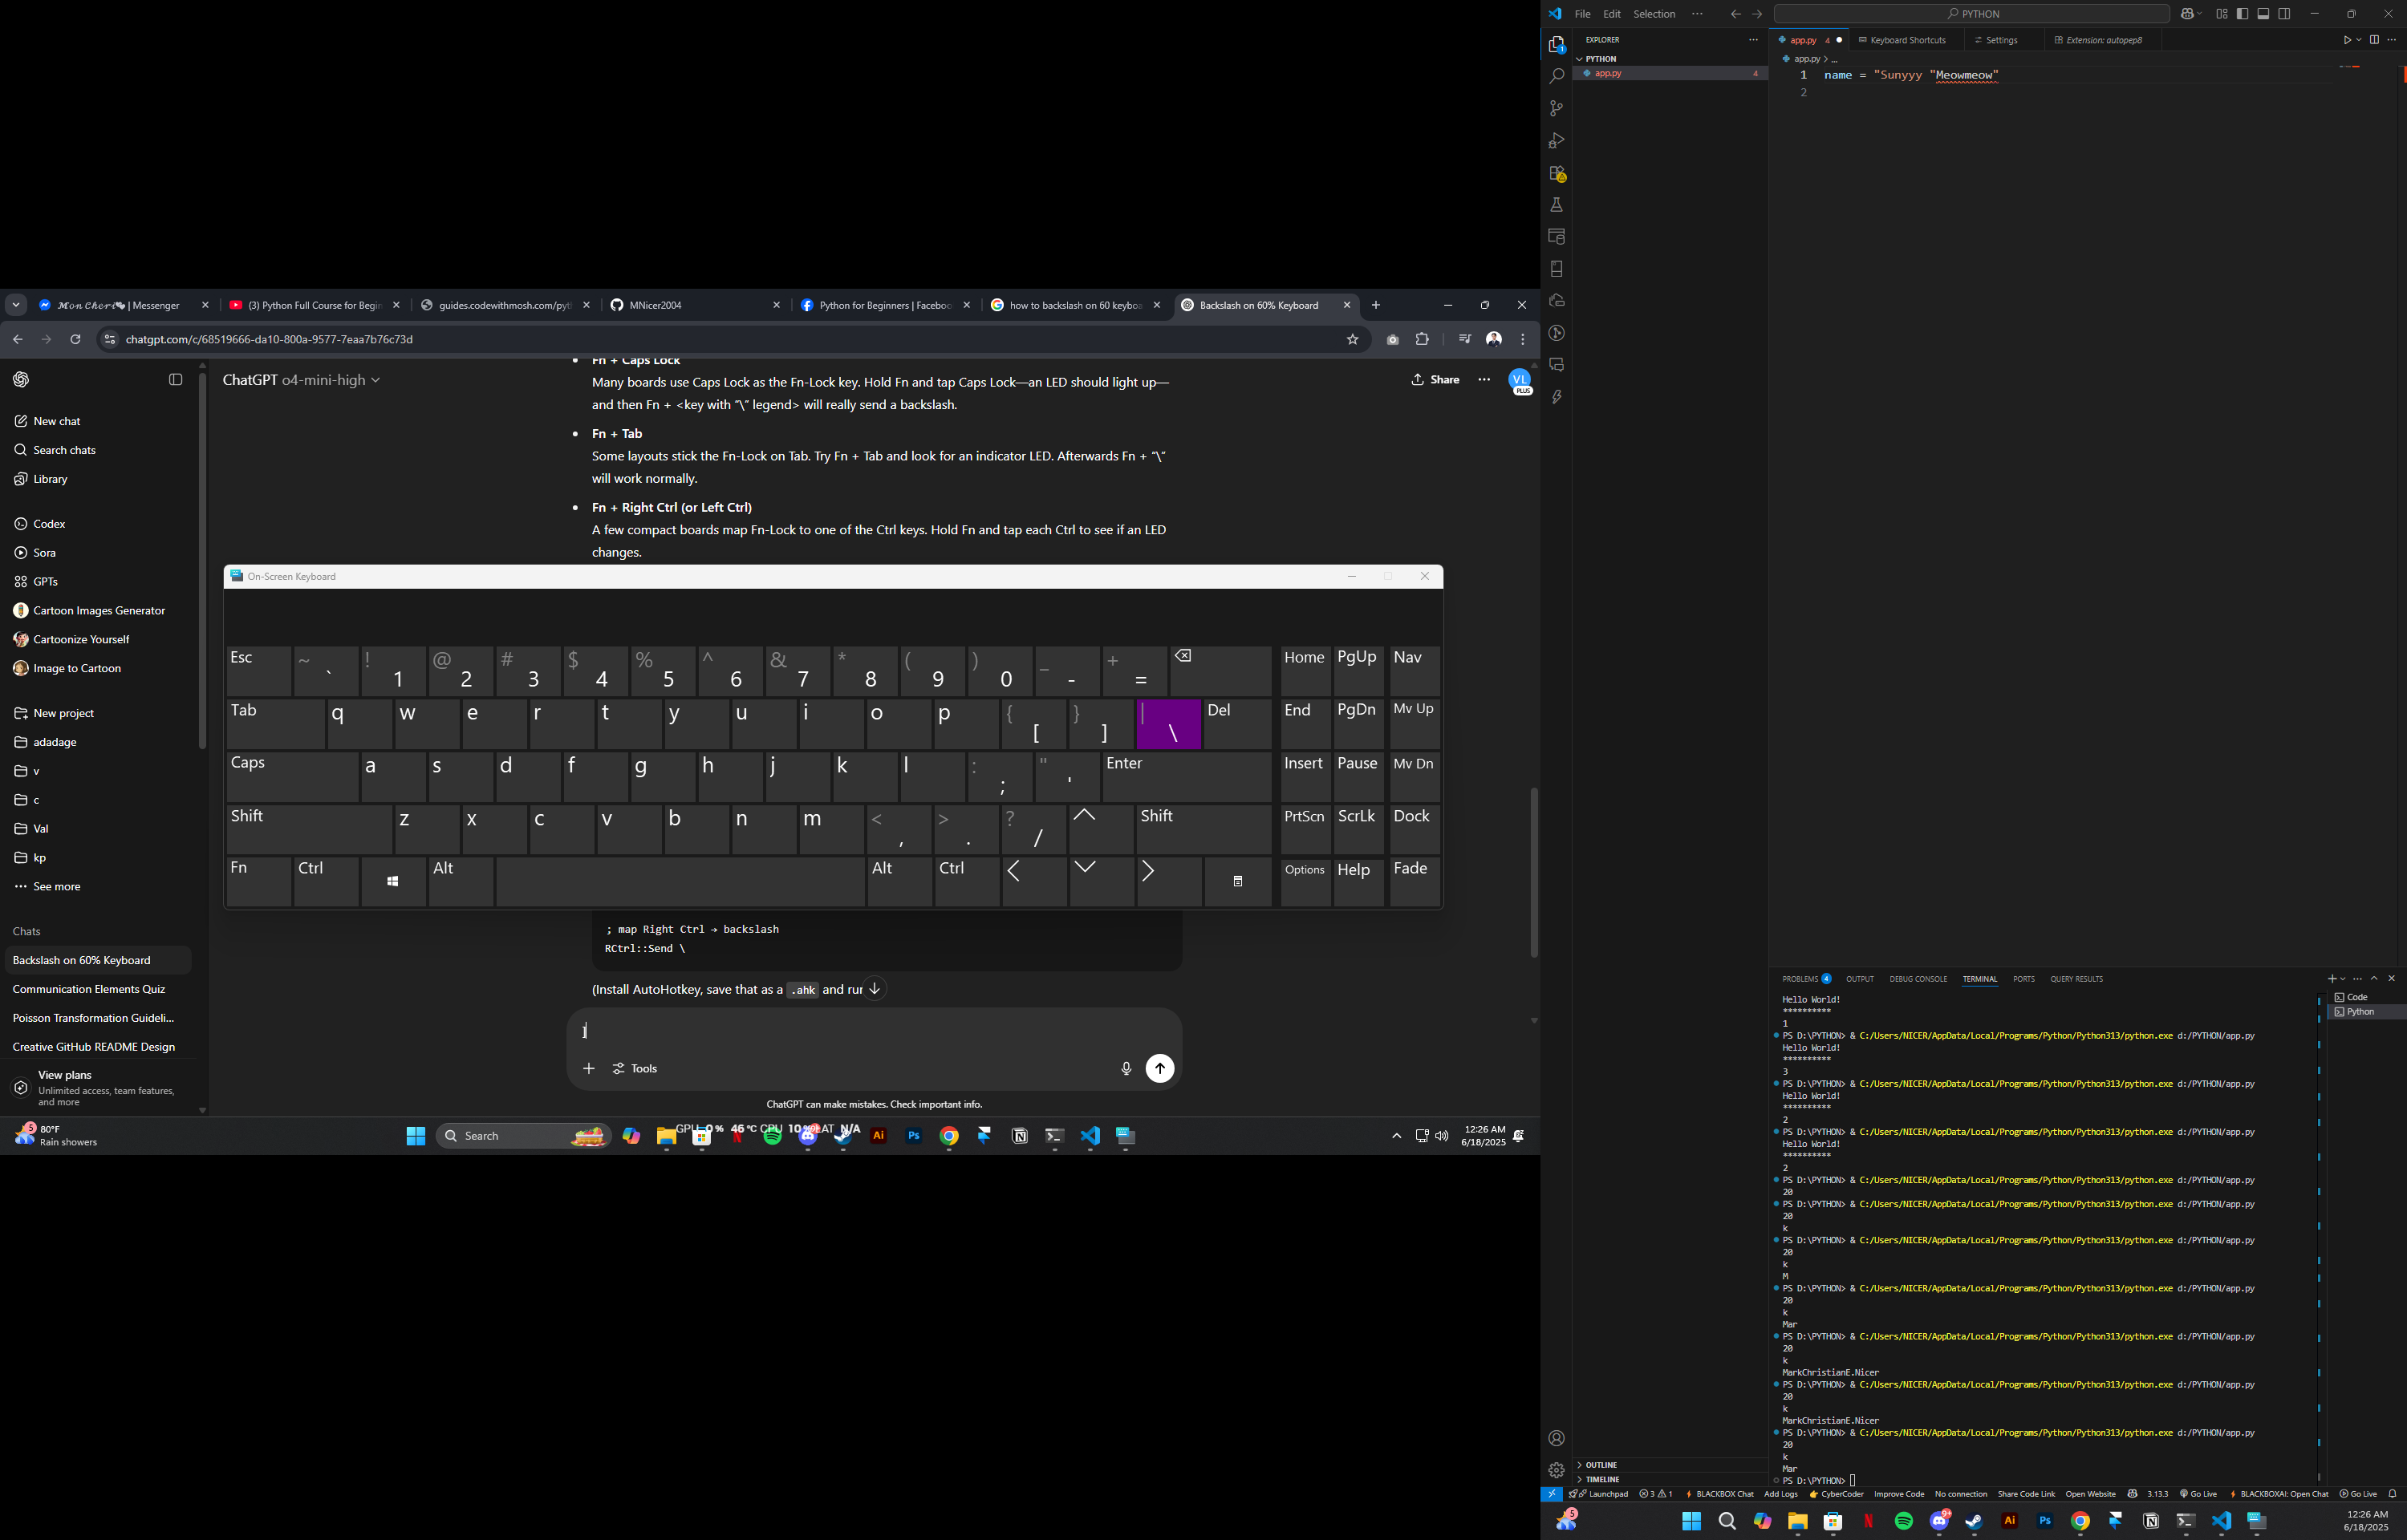 File Edit Selection ···
PYTHON
EXPLORER
PYTHON
app.py 4
app.py 4
Keyboard Shortcuts
Settings
Extension: autopep8
app.py > ...
1 name = "Sunyyy "Meowmeow"
2
𝓜𝓸𝓷 𝓒𝓱𝓮𝓻𝓲 | Messenger
(3) Python Full Course for Begin
guides.codewithmosh.com/pyt
MNicer2004
Python for Beginners | Faceboo
how to backslash on 60 keyboa
Backslash on 60% Keyboard
chatgpt.com/c/68519666-da10-800a-9577-7eaa7b76c73d
ChatGPT o4-mini-high
Share
VL
PLUS
New chat
Search chats
Library
Codex
Sora
GPTs
Cartoon Images Generator
Cartoonize Yourself
Image to Cartoon
New project
adadage
v
c
Val
kp
See more
Chats
Backslash on 60% Keyboard
Communication Elements Quiz
Poisson Transformation Guideli...
Creative GitHub README Design
View plans
Unlimited access, team features,
and more
Fn + Caps Lock
Many boards use Caps Lock as the Fn-Lock key. Hold Fn and tap Caps Lock—an LED should light up—
and then Fn + <key with “\” legend> will really send a backslash.
Fn + Tab
Some layouts stick the Fn-Lock on Tab. Try Fn + Tab and look for an indicator LED. Afterwards Fn + “\”
will work normally.
Fn + Right Ctrl (or Left Ctrl)
A few compact boards map Fn-Lock to one of the Ctrl keys. Hold Fn and tap each Ctrl to see if an LED
changes.
On-Screen Keyboard
Esc ~ ` ! 1 @ 2 # 3 $ 4 % 5 ^ 6 & 7 * 8 ( 9 ) 0 _ - + = Home PgUp Nav
Tab q w e r t y u i o p { [ } ] | \ Del End PgDn Mv Up
Caps a s d f g h j k l : ; " ' Enter Insert Pause Mv Dn
Shift z x c v b n m < , > . ? / Shift PrtScn ScrLk Dock
Fn Ctrl Alt Alt Ctrl Options Help Fade
; map Right Ctrl → backslash
RCtrl::Send \
(Install AutoHotkey, save that as a .ahk and run
Tools
ChatGPT can make mistakes. Check important info.
5
80°F
Rain showers
Search
GPU 0 % 46 °C CPU 10 % HEAT N/A
Ai
Ps
12:26 AM
6/18/2025
PROBLEMS 4 OUTPUT DEBUG CONSOLE TERMINAL PORTS QUERY RESULTS
Code
Python
Hello World!
**********
1
PS D:\PYTHON> & C:/Users/NICER/AppData/Local/Programs/Python/Python313/python.exe d:/PYTHON/app.py
Hello World!
**********
3
PS D:\PYTHON> & C:/Users/NICER/AppData/Local/Programs/Python/Python313/python.exe d:/PYTHON/app.py
Hello World!
**********
2
PS D:\PYTHON> & C:/Users/NICER/AppData/Local/Programs/Python/Python313/python.exe d:/PYTHON/app.py
Hello World!
**********
2
PS D:\PYTHON> & C:/Users/NICER/AppData/Local/Programs/Python/Python313/python.exe d:/PYTHON/app.py
20
PS D:\PYTHON> & C:/Users/NICER/AppData/Local/Programs/Python/Python313/python.exe d:/PYTHON/app.py
20
k
PS D:\PYTHON> & C:/Users/NICER/AppData/Local/Programs/Python/Python313/python.exe d:/PYTHON/app.py
20
k
M
PS D:\PYTHON> & C:/Users/NICER/AppData/Local/Programs/Python/Python313/python.exe d:/PYTHON/app.py
20
k
Mar
PS D:\PYTHON> & C:/Users/NICER/AppData/Local/Programs/Python/Python313/python.exe d:/PYTHON/app.py
20
k
MarkChristianE.Nicer
PS D:\PYTHON> & C:/Users/NICER/AppData/Local/Programs/Python/Python313/python.exe d:/PYTHON/app.py
20
k
MarkChristianE.Nicer
PS D:\PYTHON> & C:/Users/NICER/AppData/Local/Programs/Python/Python313/python.exe d:/PYTHON/app.py
20
k
Mar
PS D:\PYTHON>
OUTLINE
TIMELINE
Launchpad 3 1 BLACKBOX Chat Add Logs CyberCoder Improve Code No connection Share Code Link Open Website 3.13.3 Go Live BLACKBOXAI: Open Chat Go Live
5
9+
Ai
Ps
12:26 AM
6/18/2025